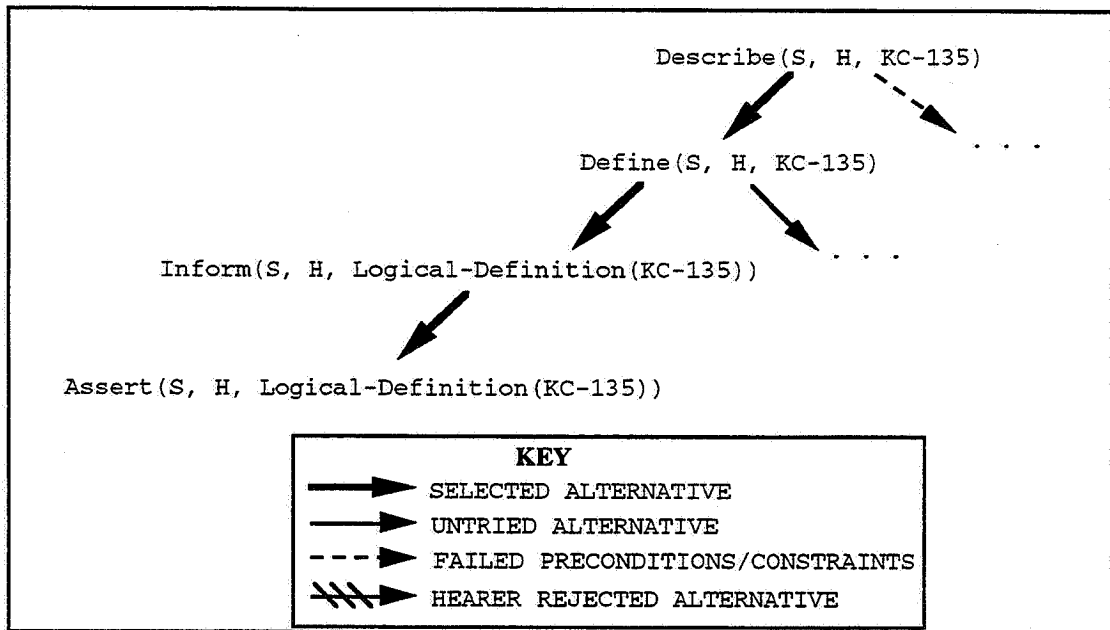 Describe(S, H, KC-135)
. . .
Define(S, H, KC-135)
. . .
Inform(S, H, Logical-Definition(KC-135))
Assert(S, H, Logical-Definition(KC-135))
KEY
SELECTED ALTERNATIVE
UNTRIED ALTERNATIVE
FAILED PRECONDITIONS/CONSTRAINTS
HEARER REJECTED ALTERNATIVE